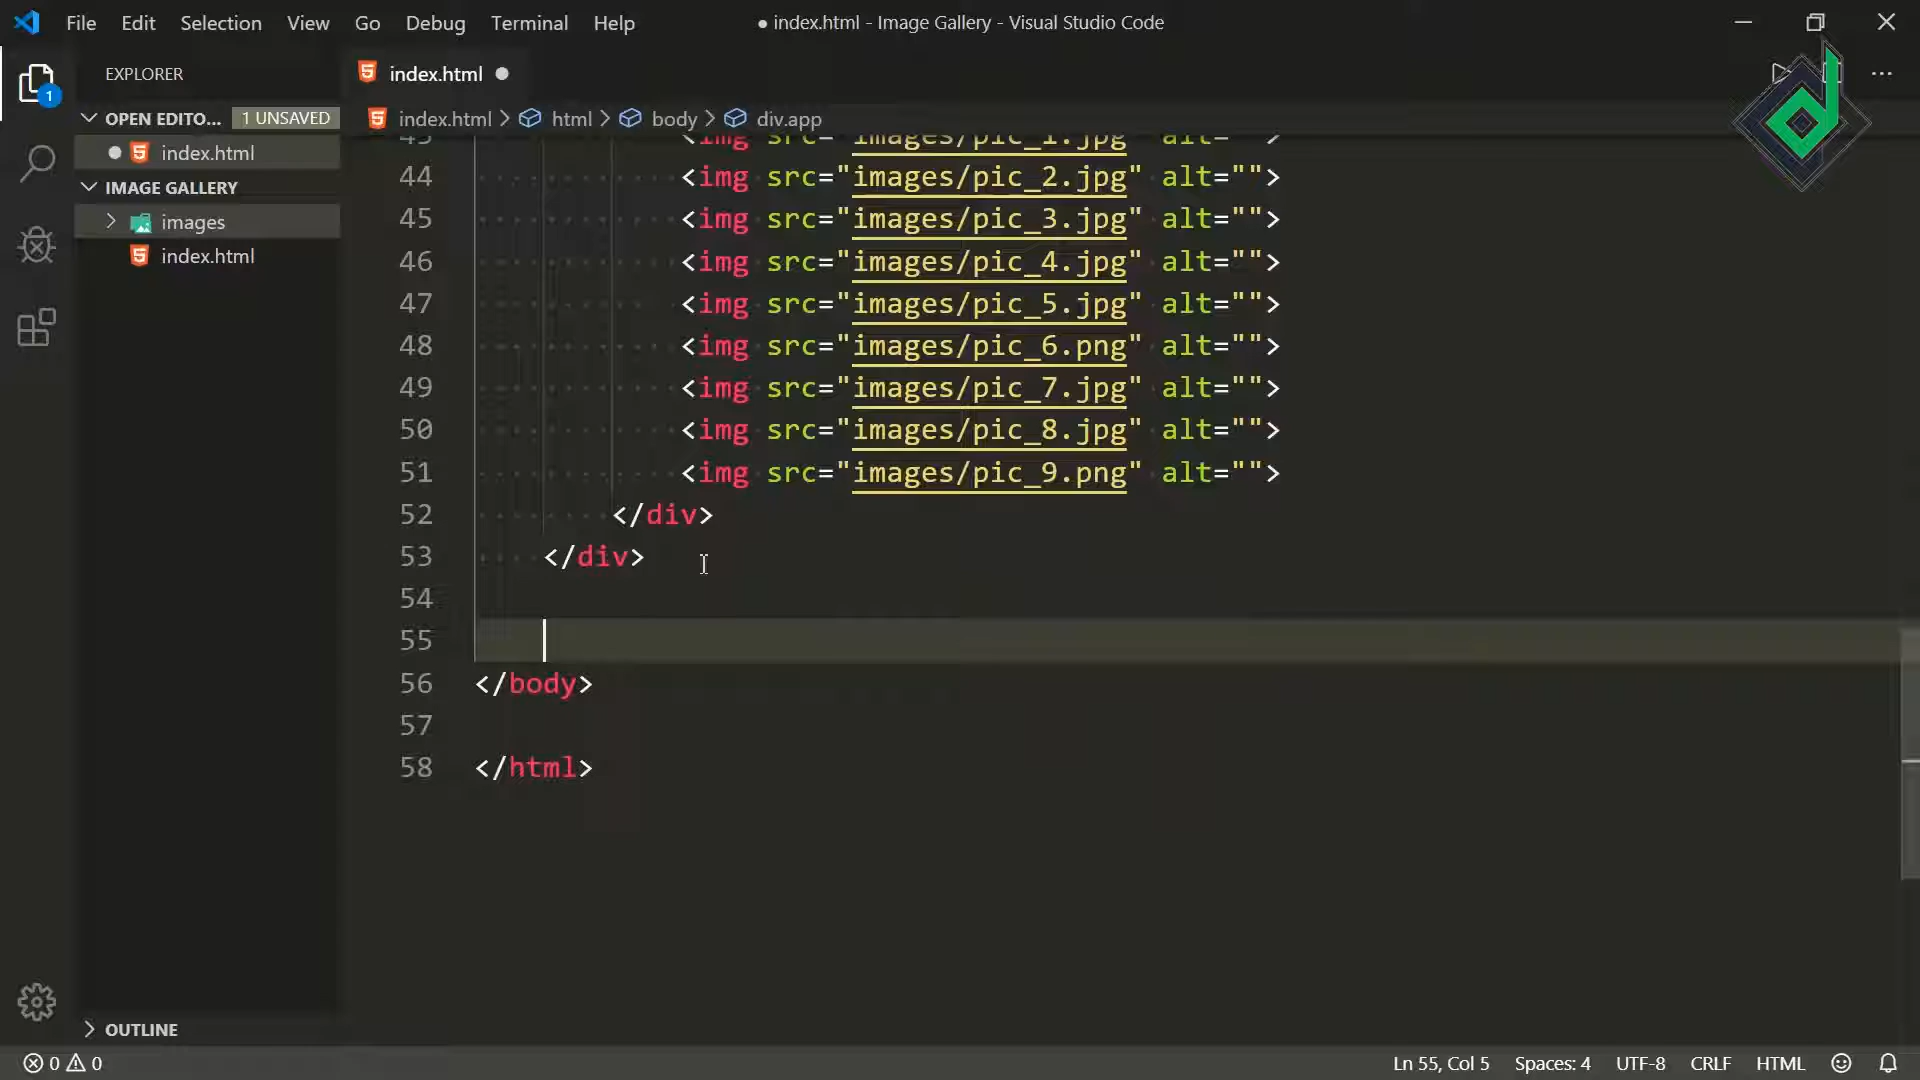 File Edit Selection View Go Debug Terminal Help ● index.html - Image Gallery - Visual Studio Code
EXPLORER
index.html
OPEN EDITO... 1 UNSAVED
index.html > html > body > div.app
index.html
IMAGE GALLERY
images
index.html
1
43 <img src="images/pic_1.jpg" alt="">
44 <img src="images/pic_2.jpg" alt="">
45 <img src="images/pic_3.jpg" alt="">
46 <img src="images/pic_4.jpg" alt="">
47 <img src="images/pic_5.jpg" alt="">
48 <img src="images/pic_6.png" alt="">
49 <img src="images/pic_7.jpg" alt="">
50 <img src="images/pic_8.jpg" alt="">
51 <img src="images/pic_9.png" alt="">
52 </div>
53 </div>
54
55
56 </body>
57
58 </html>
OUTLINE
0 0 Ln 55, Col 5 Spaces: 4 UTF-8 CRLF HTML